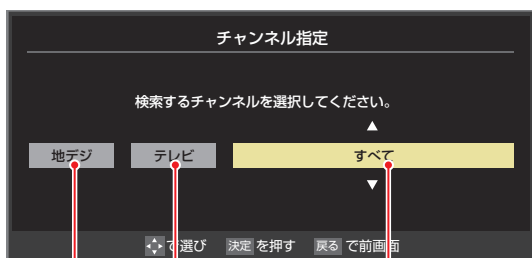 チャンネル指定
検索するチャンネルを選択してください。
地デジ テレビ すべて
で選び 決定 を押す 戻る で前画面